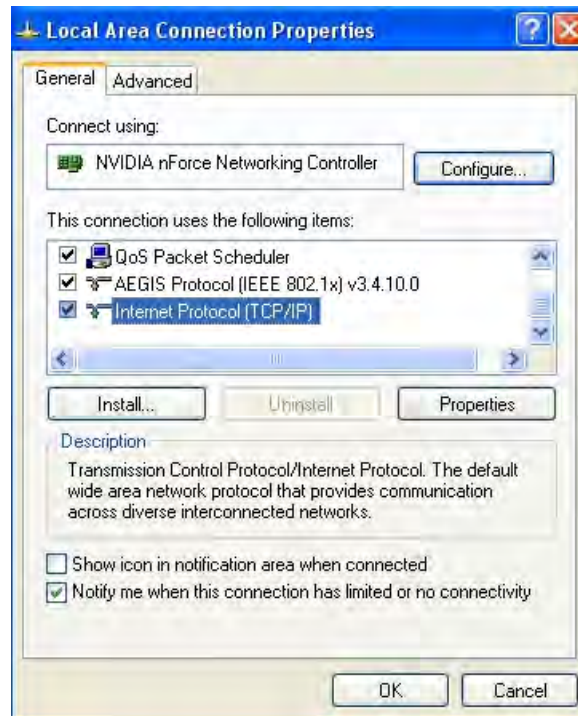 Local Area Connection Properties
General Advanced
Connect using:
NVIDIA nForce Networking Controller Configure...
This connection uses the following items:
QoS Packet Scheduler
AEGIS Protocol (IEEE 802.1x) v3.4.10.0
Internet Protocol (TCP/IP)
Install... Uninstall Properties
Description
Transmission Control Protocol/Internet Protocol. The default
wide area network protocol that provides communication
across diverse interconnected networks.
Show icon in notification area when connected
Notify me when this connection has limited or no connectivity
OK Cancel